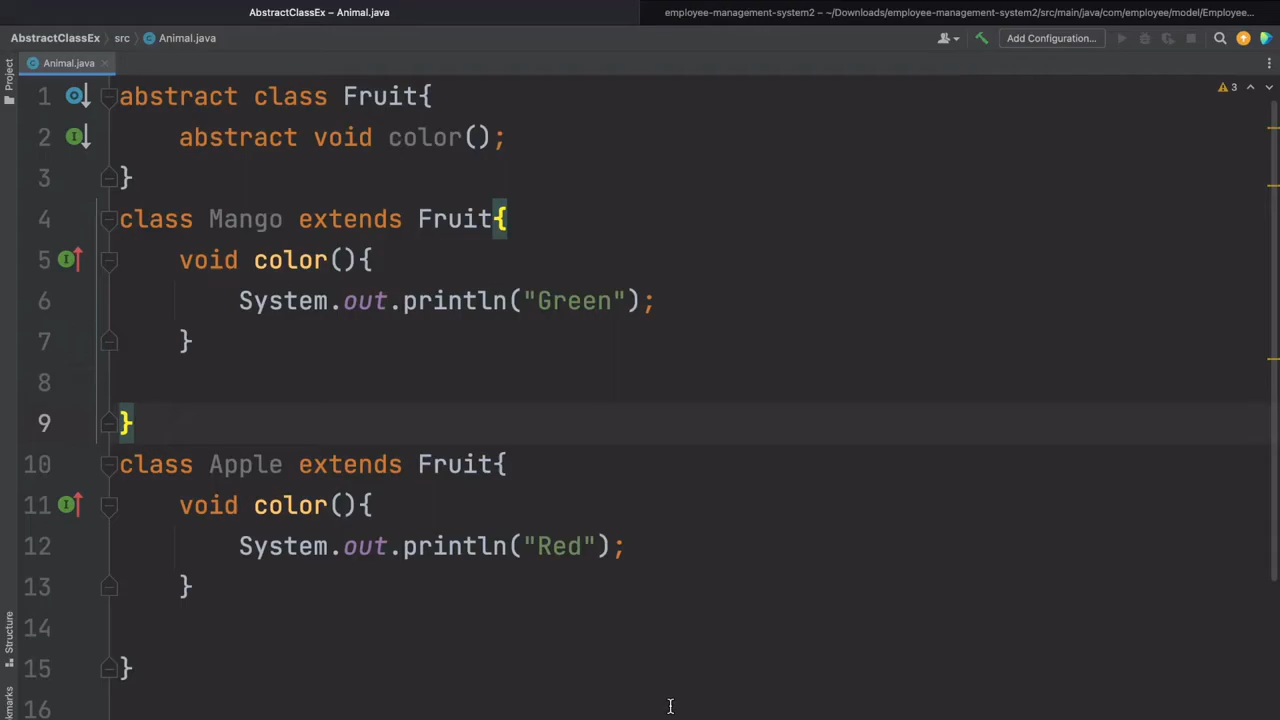 AbstractClassEx – Animal.java
employee-management-system2 – ~/Downloads/employee-management-system2/src/main/java/com/employee/model/Employee...
AbstractClassEx
src
Animal.java
Add Configuration...
Project
Animal.java
3
1 abstract class Fruit{
2 abstract void color();
3 }
4 class Mango extends Fruit{
5 void color(){
6 System.out.println("Green");
7 }
8
9 }
10 class Apple extends Fruit{
11 void color(){
12 System.out.println("Red");
13 }
14
15 }
16
Structure